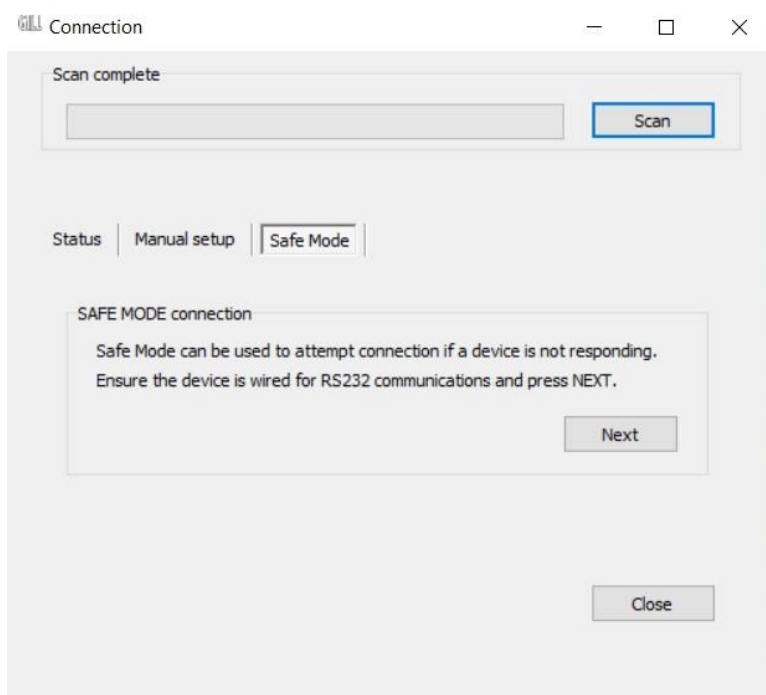 GILL Connection
Scan complete
Scan
Status Manual setup Safe Mode
SAFE MODE connection
Safe Mode can be used to attempt connection if a device is not responding.
Ensure the device is wired for RS232 communications and press NEXT.
Next
Close